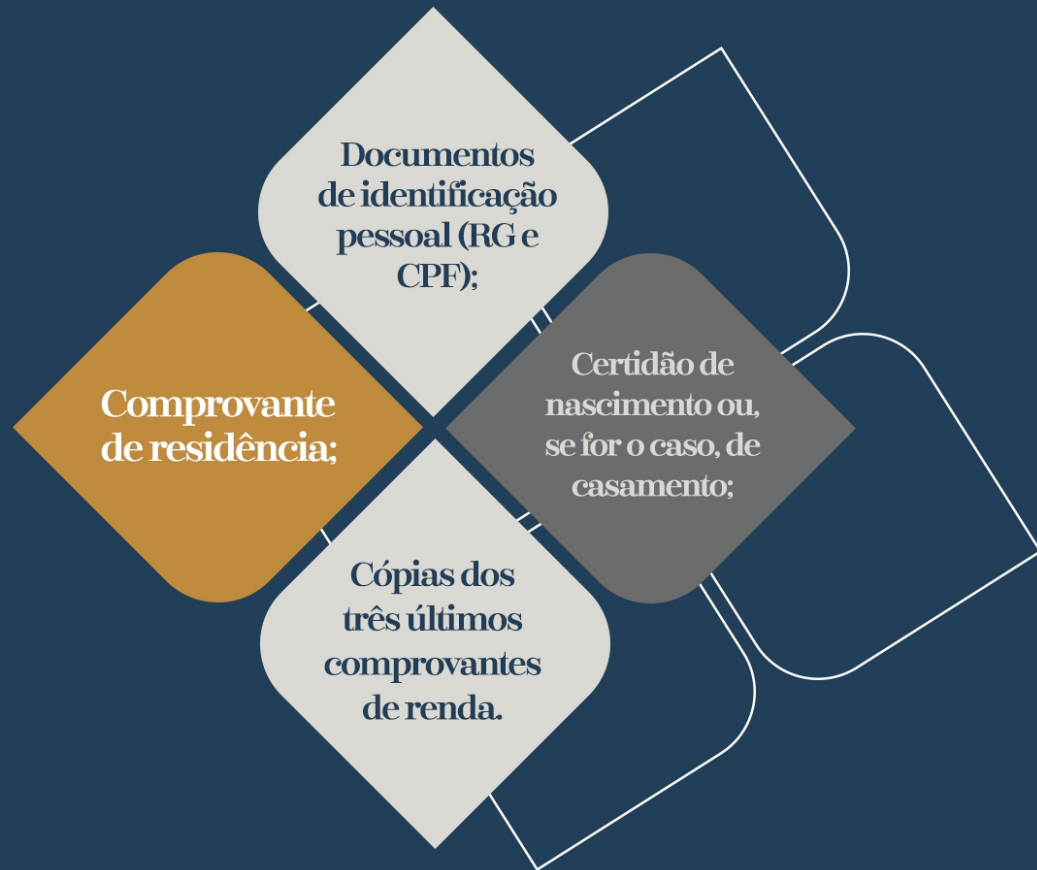 Documentos
de identificação
pessoal (RG e
CPF);
Comprovante
de residência;
Certidão de
nascimento ou,
se for o caso, de
casamento;
Cópias dos
três últimos
comprovantes
de renda.